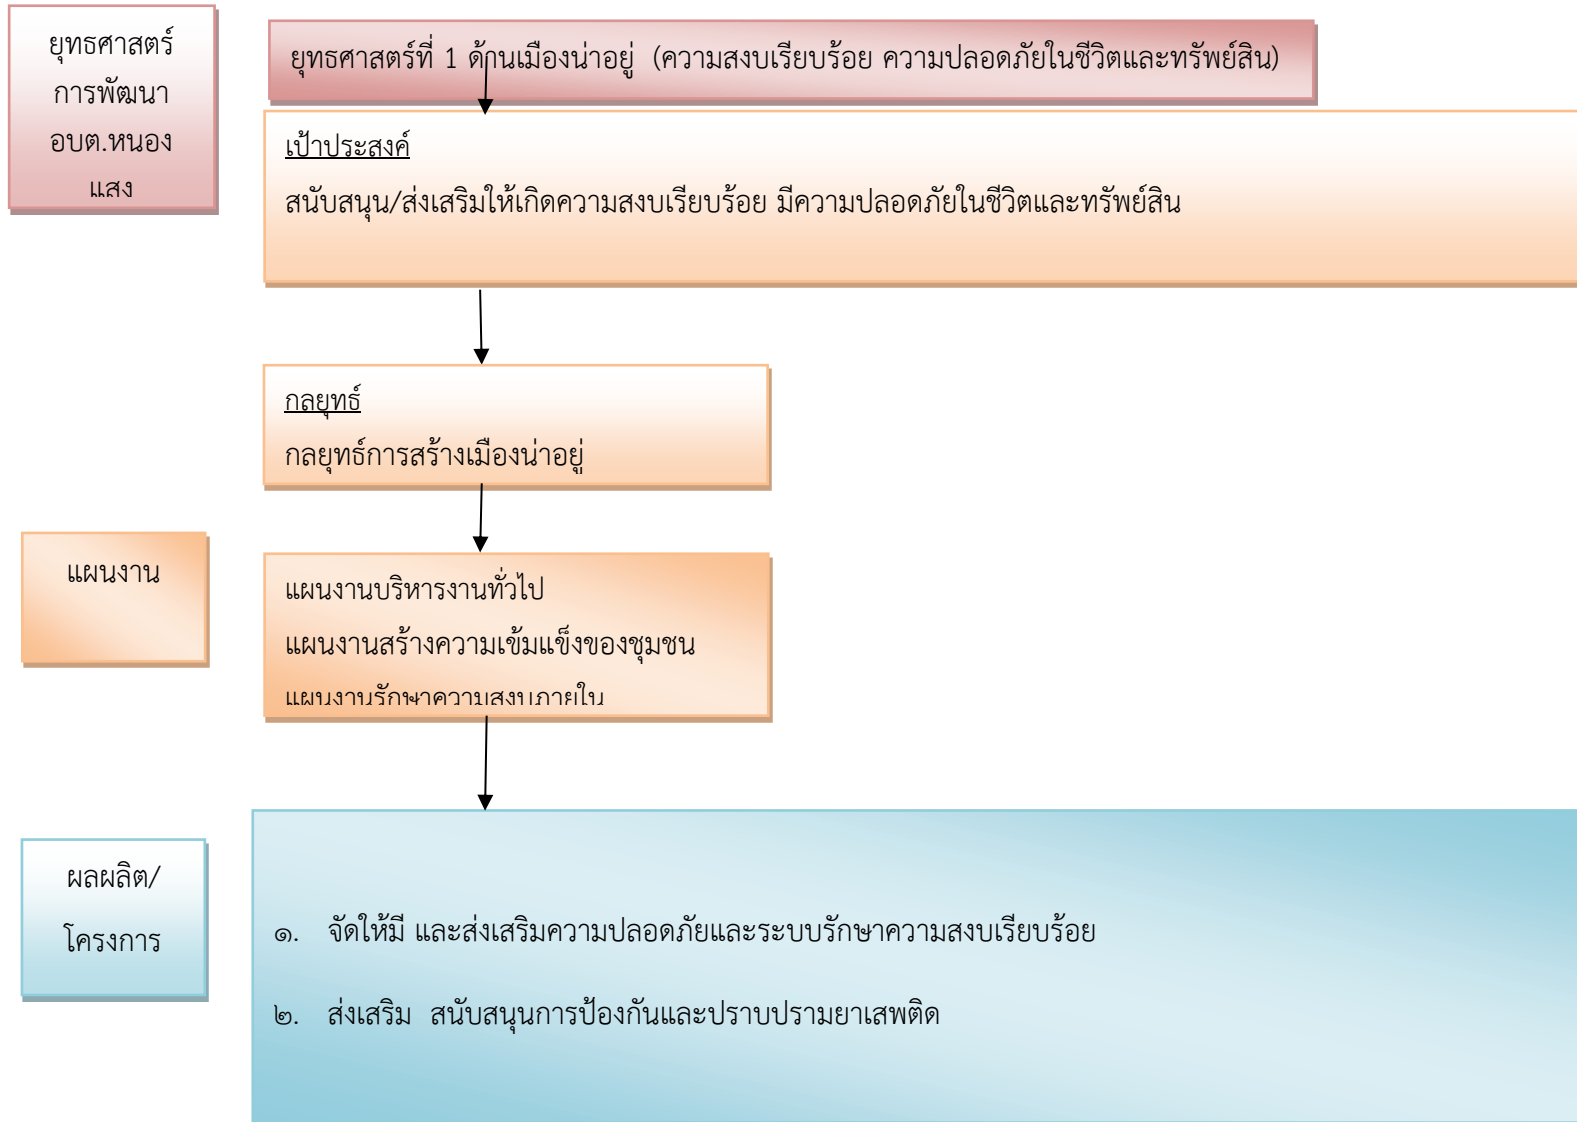 ยุทธศาสตร์
การพัฒนา
อบต.หนอง
แสง
ยุทธศาสตร์ที่ 1 ด้านเมืองน่าอยู่ (ความสงบเรียบร้อย ความปลอดภัยในชีวิตและทรัพย์สิน)
เป้าประสงค์
สนับสนุน/ส่งเสริมให้เกิดความสงบเรียบร้อย มีความปลอดภัยในชีวิตและทรัพย์สิน
กลยุทธ์
กลยุทธ์การสร้างเมืองน่าอยู่
แผนงาน
แผนงานบริหารงานทั่วไป
แผนงานสร้างความเข้มแข็งของชุมชน
แผนงานรักษาความสงบภายใน
ผลผลิต/
โครงการ
๑. จัดให้มี และส่งเสริมความปลอดภัยและระบบรักษาความสงบเรียบร้อย
๒. ส่งเสริม สนับสนุนการป้องกันและปราบปรามยาเสพติด